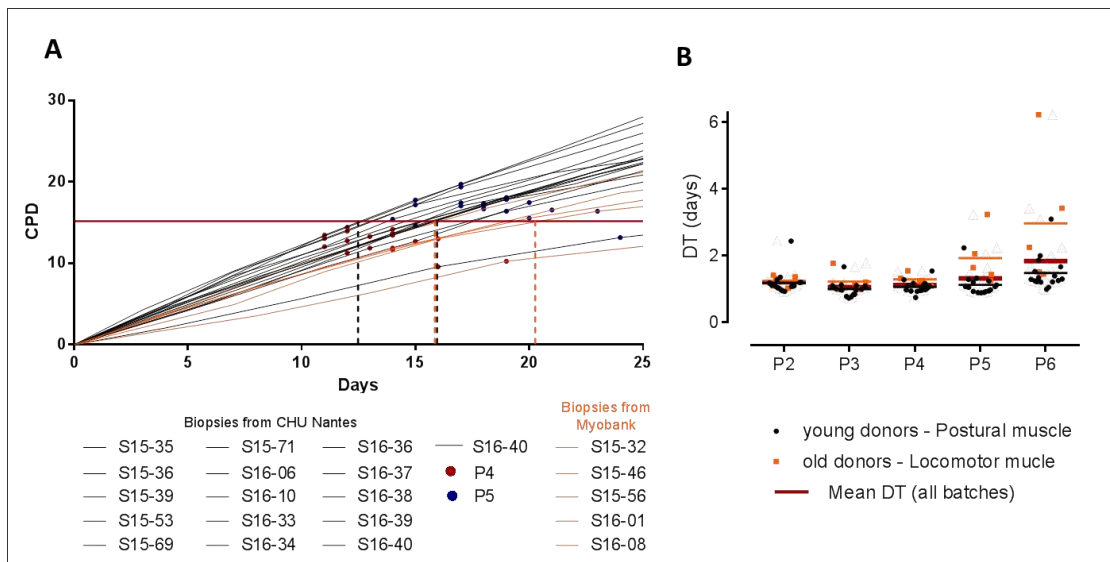 A
B
30
20
10
0
CPD
0
5
10
15
20
25
Days
6
4
2
0
DT (days)
P2
P3
P4
P5
P6
Biopsies from CHU Nantes
Biopsies from
Myobank
S15-35
S15-71
S16-36
S16-40
S15-32
S15-36
S16-06
S16-37
P4
S15-46
S15-39
S16-10
S16-38
P5
S15-56
S15-53
S16-33
S16-39
S16-01
S15-69
S16-34
S16-40
S16-08
young donors - Postural muscle
old donors - Locomotor mucle
Mean DT (all batches)